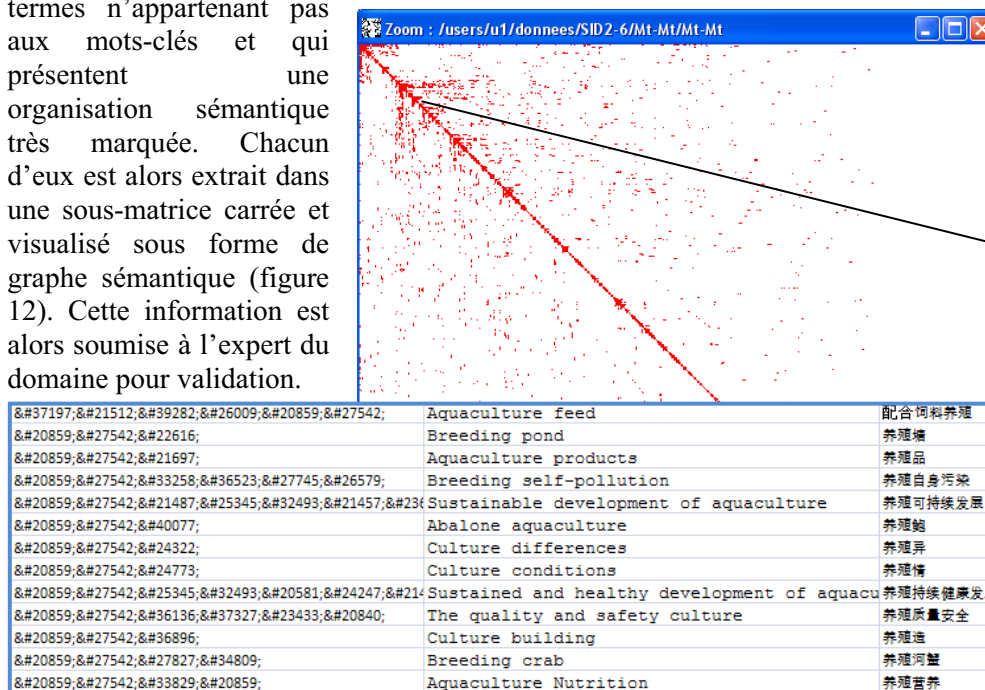 termes n’appartenant pas
aux mots-clés et qui
présentent une
organisation sémantique
très marquée. Chacun
d’eux est alors extrait dans
une sous-matrice carrée et
visualisé sous forme de
graphe sémantique (figure
12). Cette information est
alors soumise à l’expert du
domaine pour validation.
Zoom : /users/u1/donnees/SID2-6/Mt-Mt/Mt-Mt
&#37197;&#21512;&#39282;&#26009;&#20859;&#27542; Aquaculture feed 配合饲料养殖
&#20859;&#27542;&#22616; Breeding pond 养殖塘
&#20859;&#27542;&#21697; Aquaculture products 养殖品
&#20859;&#27542;&#33258;&#36523;&#27745;&#26579; Breeding self-pollution 养殖自身污染
&#20859;&#27542;&#21487;&#25345;&#32493;&#21457;&#23 Sustainable development of aquaculture 养殖可持续发展
&#20859;&#27542;&#40077; Abalone aquaculture 养殖鲍
&#20859;&#27542;&#24322; Culture differences 养殖异
&#20859;&#27542;&#24773; Culture conditions 养殖情
&#20859;&#27542;&#25345;&#32493;&#20581;&#24247;&#21 Sustained and healthy development of aquacu 养殖持续健康发
&#20859;&#27542;&#36136;&#37327;&#23433;&#20840; The quality and safety culture 养殖质量安全
&#20859;&#27542;&#36896; Culture building 养殖造
&#20859;&#27542;&#27827;&#34809; Breeding crab 养殖河蟹
&#20859;&#27542;&#33829;&#20859; Aquaculture Nutrition 养殖营养